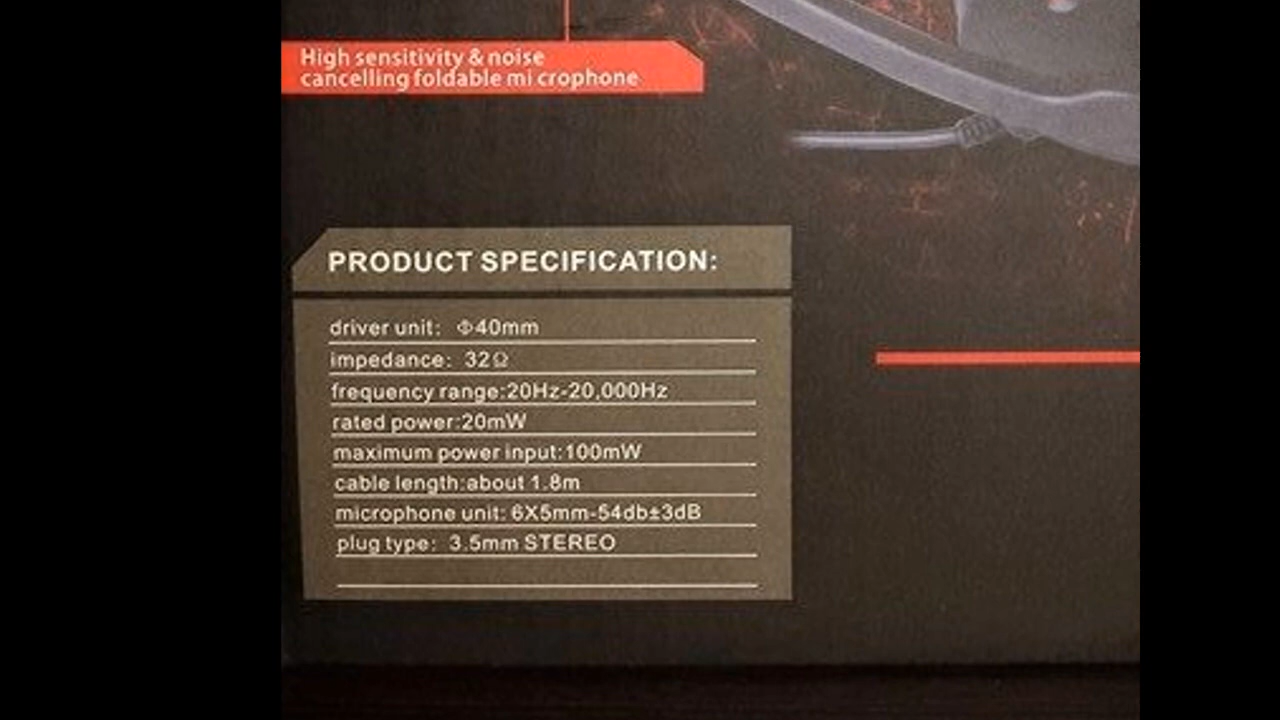 High sensitivity & noise
cancelling foldable mi crophone
PRODUCT SPECIFICATION:
driver unit: Φ40mm
impedance: 32Ω
frequency range:20Hz-20,000Hz
rated power:20mW
maximum power input:100mW
cable length:about 1.8m
microphone unit: 6X5mm-54db±3dB
plug type: 3.5mm STEREO